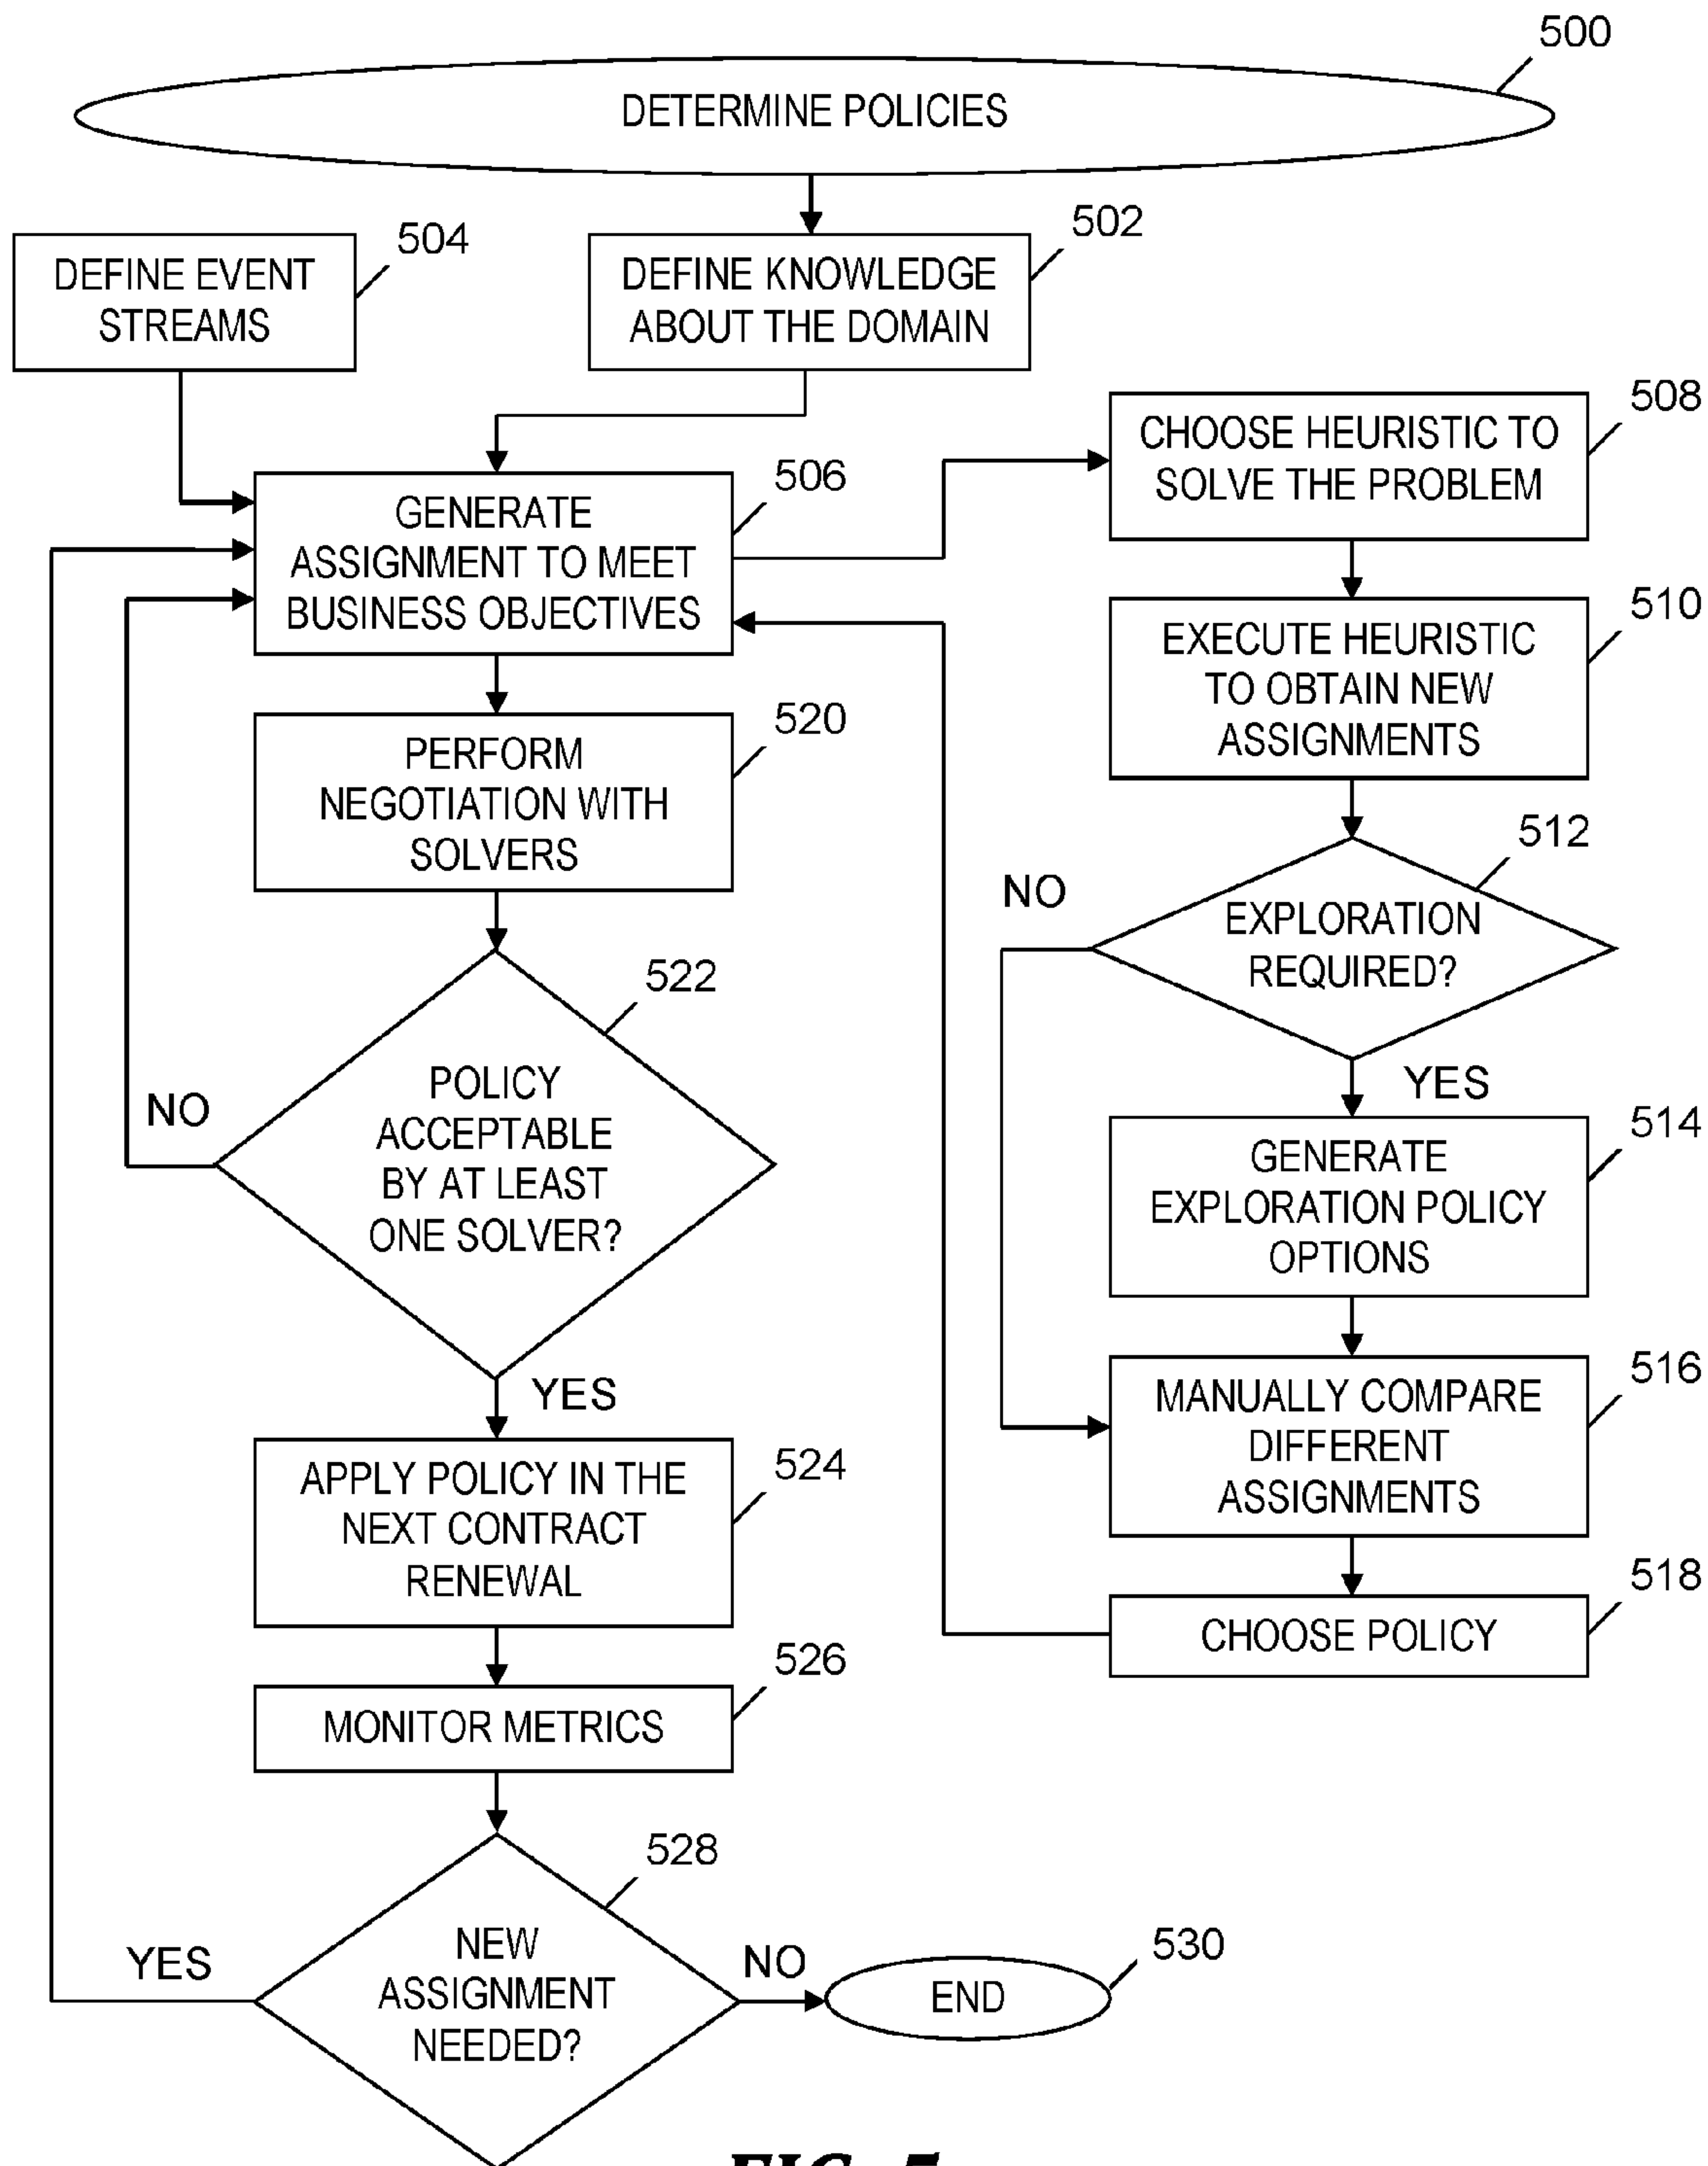 500
DETERMINE POLICIES
504
DEFINE EVENT
STREAMS
502
DEFINE KNOWLEDGE
ABOUT THE DOMAIN
506
GENERATE
ASSIGNMENT TO MEET
BUSINESS OBJECTIVES
508
CHOOSE HEURISTIC TO
SOLVE THE PROBLEM
510
EXECUTE HEURISTIC
TO OBTAIN NEW
ASSIGNMENTS
512
EXPLORATION
REQUIRED?
NO
YES
514
GENERATE
EXPLORATION POLICY
OPTIONS
516
MANUALLY COMPARE
DIFFERENT
ASSIGNMENTS
518
CHOOSE POLICY
520
PERFORM
NEGOTIATION WITH
SOLVERS
522
POLICY
ACCEPTABLE
BY AT LEAST
ONE SOLVER?
NO
YES
524
APPLY POLICY IN THE
NEXT CONTRACT
RENEWAL
526
MONITOR METRICS
528
NEW
ASSIGNMENT
NEEDED?
YES
NO
530
END